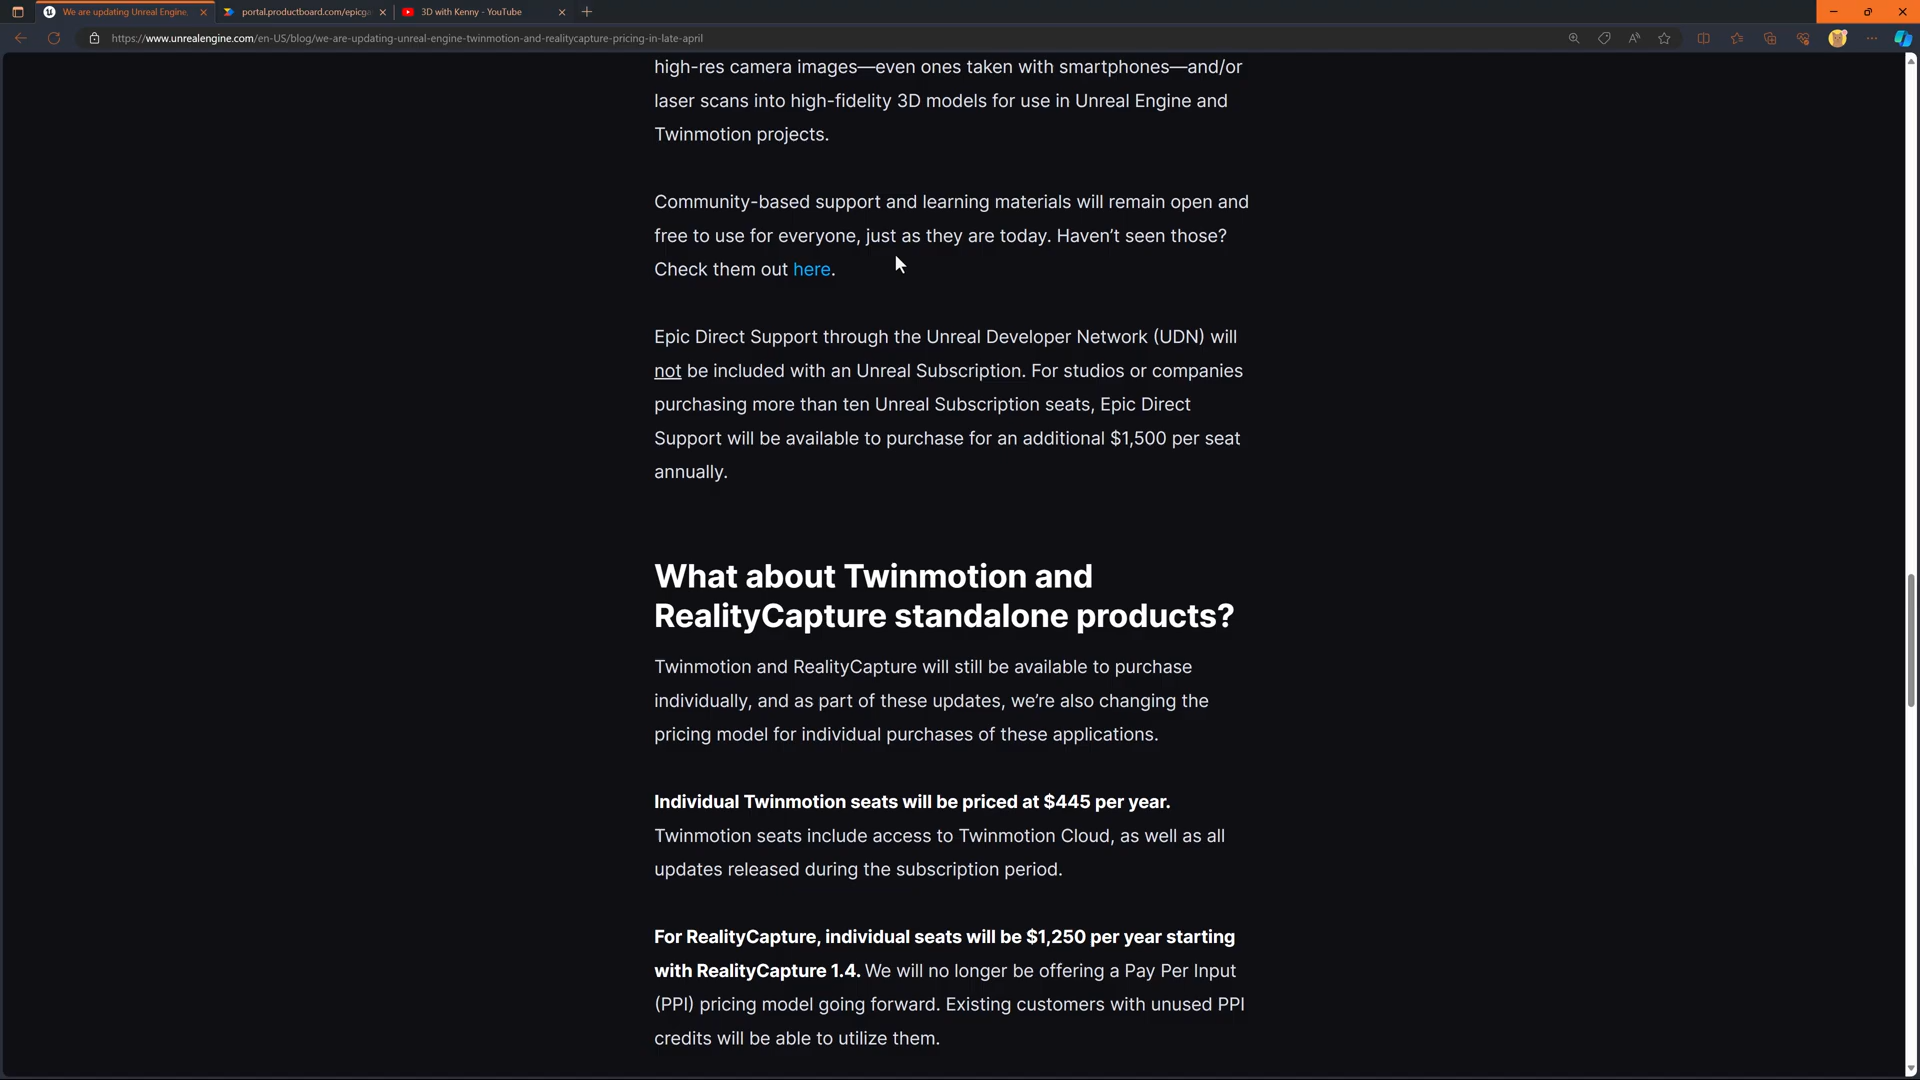 We are updating Unreal Engine,
portal.productboard.com/epicga
3D with Kenny - YouTube
https://www.unrealengine.com/en-US/blog/we-are-updating-unreal-engine-twinmotion-and-realitycapture-pricing-in-late-april
high-res camera images—even ones taken with smartphones—and/or
laser scans into high-fidelity 3D models for use in Unreal Engine and
Twinmotion projects.
Community-based support and learning materials will remain open and
free to use for everyone, just as they are today. Haven’t seen those?
Check them out here.
Epic Direct Support through the Unreal Developer Network (UDN) will
not be included with an Unreal Subscription. For studios or companies
purchasing more than ten Unreal Subscription seats, Epic Direct
Support will be available to purchase for an additional $1,500 per seat
annually.
What about Twinmotion and
RealityCapture standalone products?
Twinmotion and RealityCapture will still be available to purchase
individually, and as part of these updates, we’re also changing the
pricing model for individual purchases of these applications.
Individual Twinmotion seats will be priced at $445 per year.
Twinmotion seats include access to Twinmotion Cloud, as well as all
updates released during the subscription period.
For RealityCapture, individual seats will be $1,250 per year starting
with RealityCapture 1.4. We will no longer be offering a Pay Per Input
(PPI) pricing model going forward. Existing customers with unused PPI
credits will be able to utilize them.